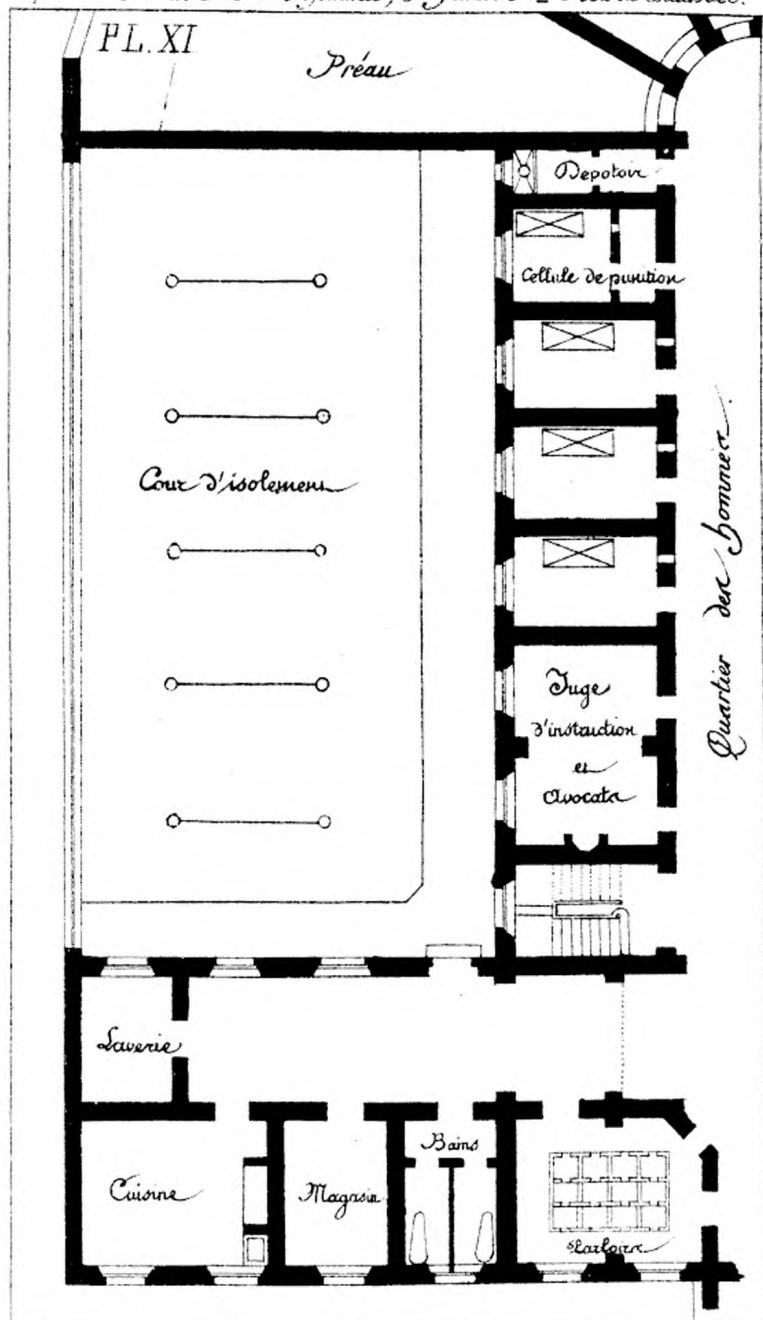 PL. XI
Préau
Depotoir
Cellule de punition
Cour d'isolement
Quartier des hommes.
Juge
d'instruction
et
Avocats
Laverie
Bains
Cuisine
Magasin
Parloirs